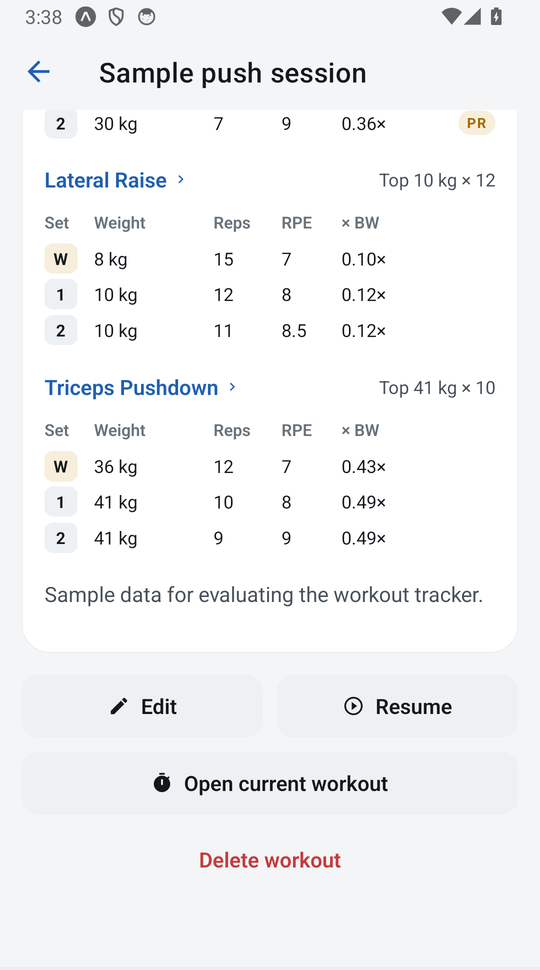 3:38
Sample push session
2 30 kg 7 9 0.36× PR
Lateral Raise > Top 10 kg × 12
Set Weight Reps RPE × BW
W 8 kg 15 7 0.10×
1 10 kg 12 8 0.12×
2 10 kg 11 8.5 0.12×
Triceps Pushdown > Top 41 kg × 10
Set Weight Reps RPE × BW
W 36 kg 12 7 0.43×
1 41 kg 10 8 0.49×
2 41 kg 9 9 0.49×
Sample data for evaluating the workout tracker.
Edit Resume
Open current workout
Delete workout